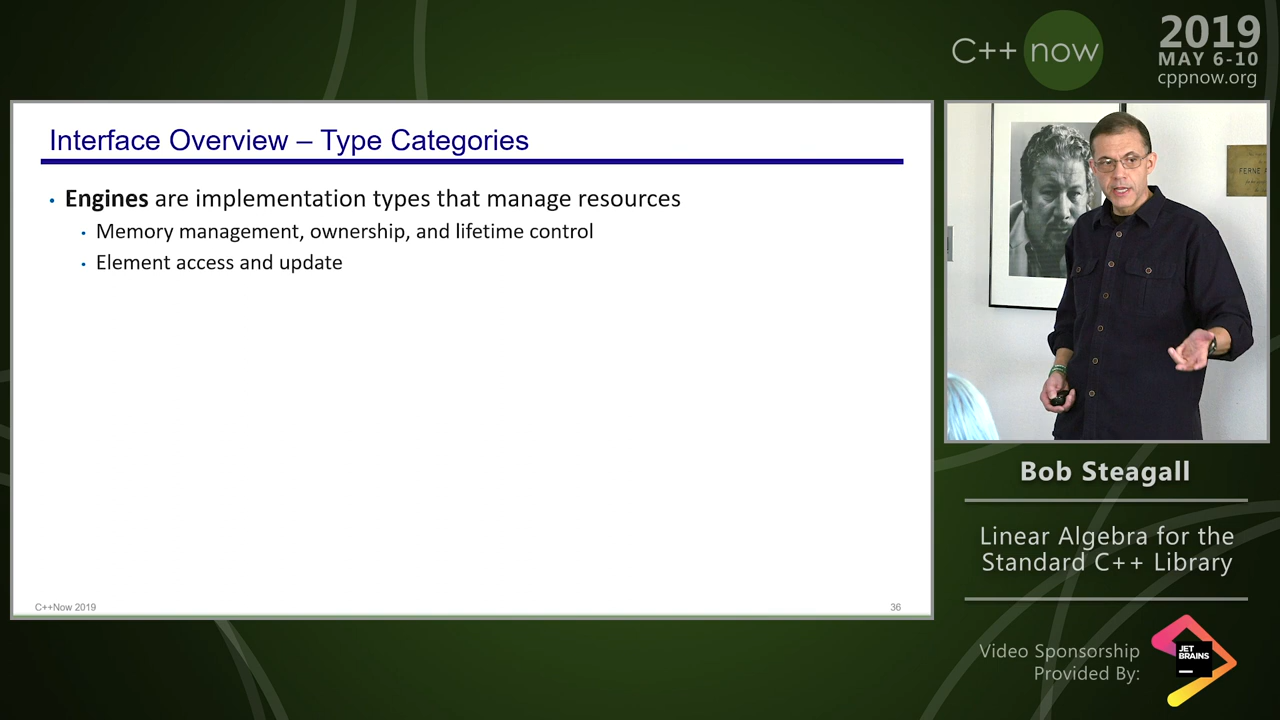 C++ now
2019
MAY 6-10
cppnow.org
Interface Overview – Type Categories
• Engines are implementation types that manage resources
• Memory management, ownership, and lifetime control
• Element access and update
C++Now 2019
36
Bob Steagall
Linear Algebra for the
Standard C++ Library
Video Sponsorship
Provided By:
JET
BRAINS